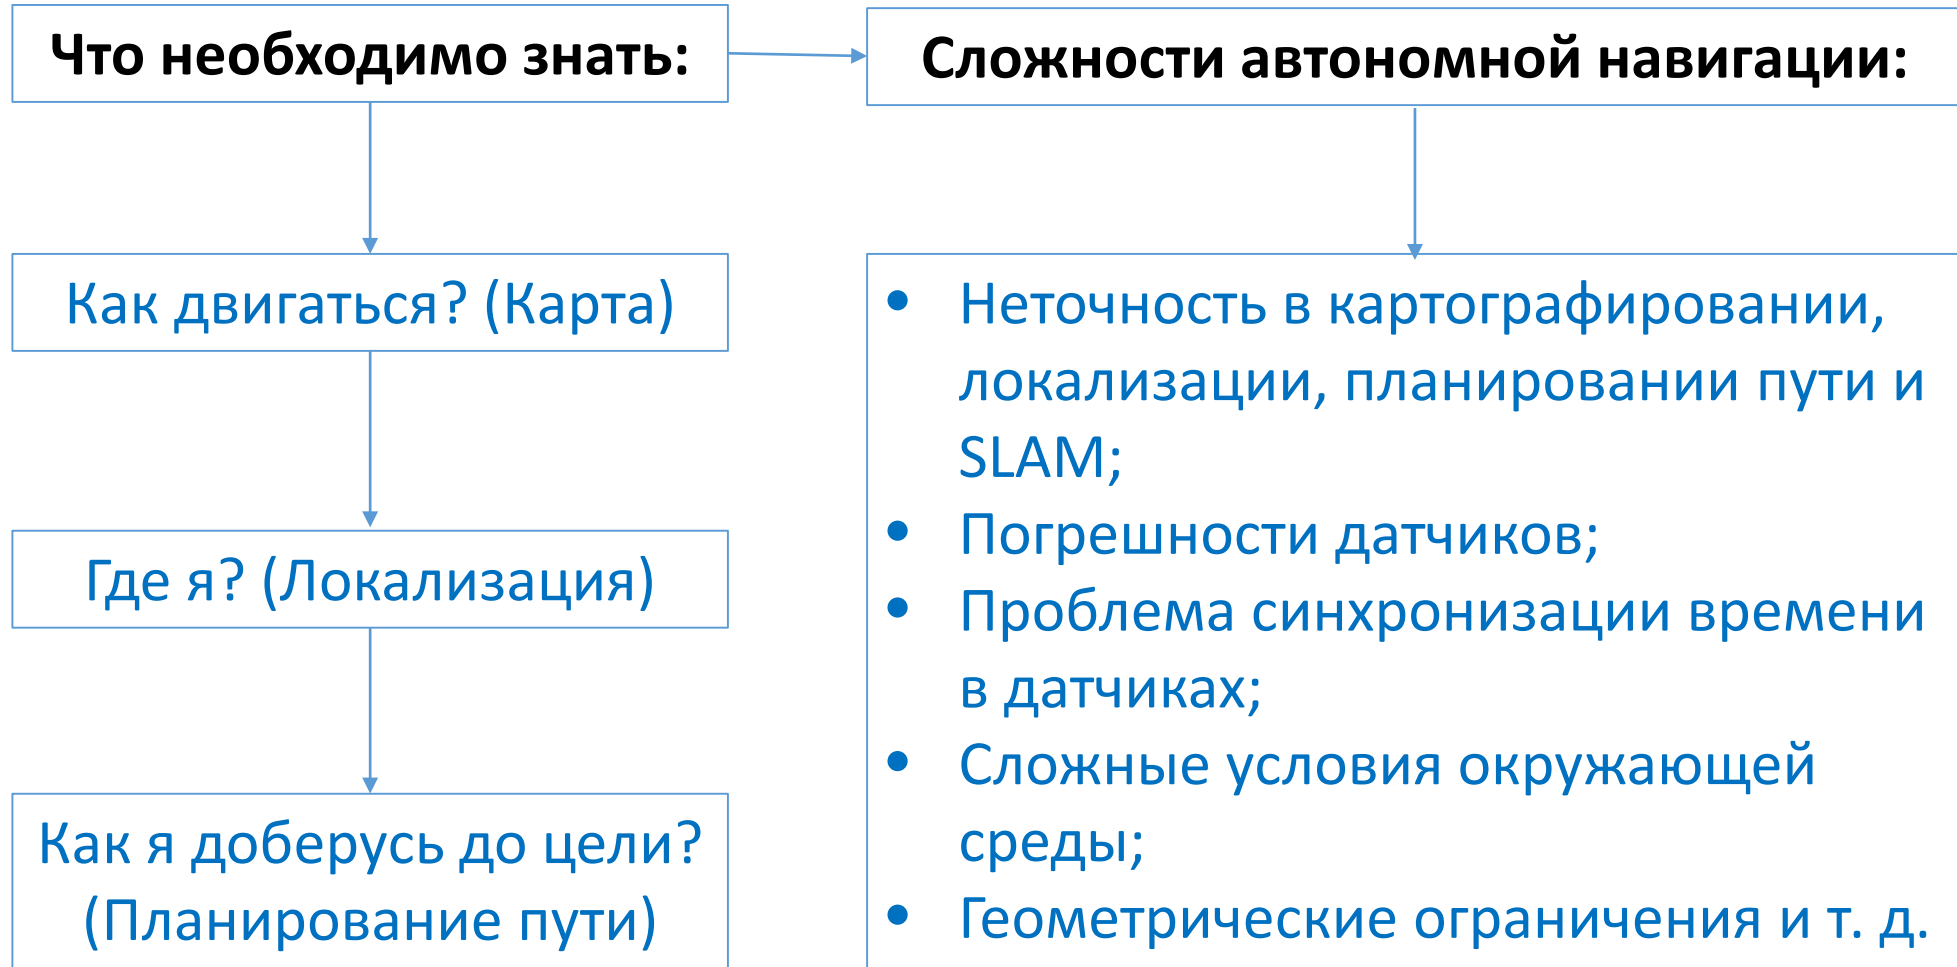 Что необходимо знать:
Сложности автономной навигации:
Как двигаться? (Карта)
Где я? (Локализация)
Как я доберусь до цели?
(Планирование пути)
• Неточность в картографировании,
локализации, планировании пути и
SLAM;
• Погрешности датчиков;
• Проблема синхронизации времени
в датчиках;
• Сложные условия окружающей
среды;
• Геометрические ограничения и т. д.